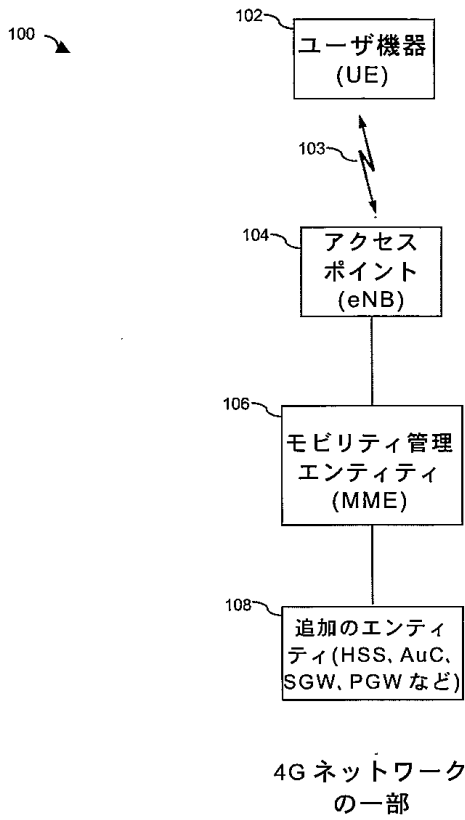 100
102
ユーザ機器
(UE)
103
104
アクセス
ポイント
(eNB)
106
モビリティ管理
エンティティ
(MME)
108
追加のエンティ
ティ(HSS、AuC、
SGW、PGW など)
4G ネットワーク
の一部